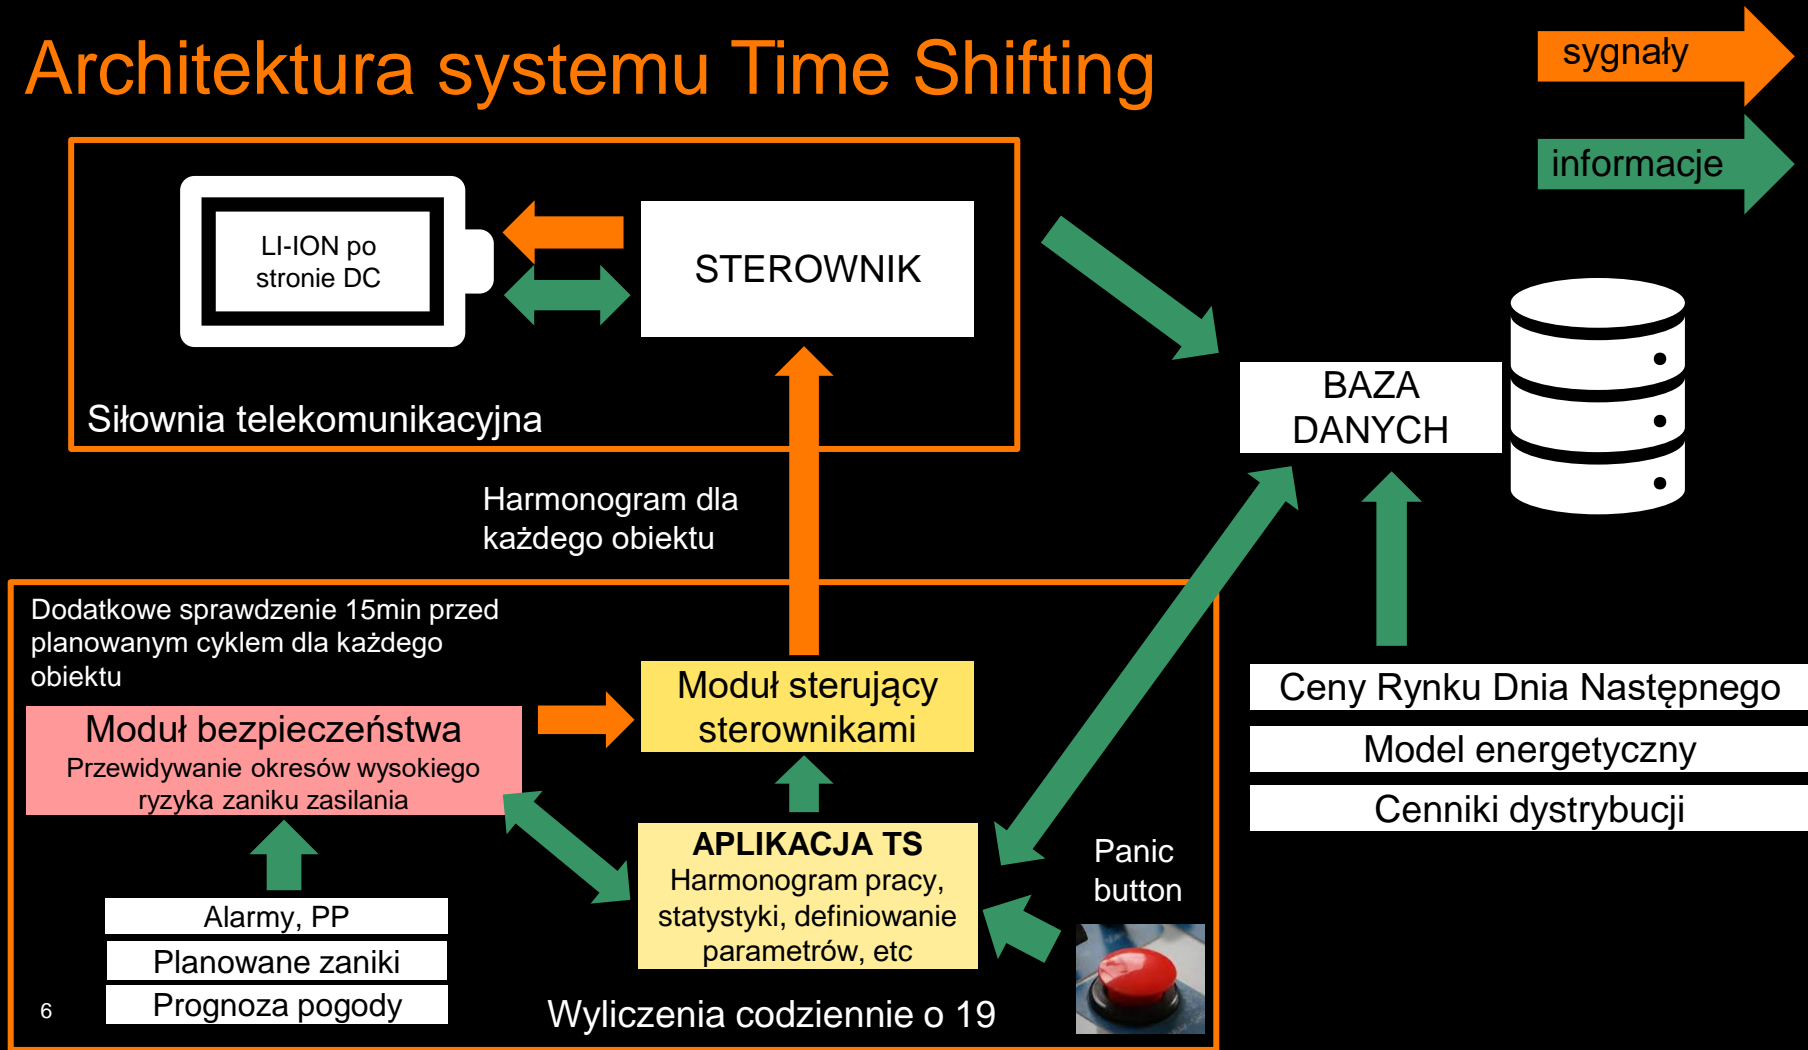 Architektura systemu Time Shifting
sygnały
informacje
LI-ION po
stronie DC
STEROWNIK
Siłownia telekomunikacyjna
BAZA
DANYCH
Harmonogram dla
każdego obiektu
Dodatkowe sprawdzenie 15min przed
planowanym cyklem dla każdego
obiektu
Moduł bezpieczeństwa
Przewidywanie okresów wysokiego
ryzyka zaniku zasilania
Moduł sterujący
sterownikami
Ceny Rynku Dnia Następnego
Model energetyczny
Cenniki dystrybucji
APLIKACJA TS
Harmonogram pracy,
statystyki, definiowanie
parametrów, etc
Panic
button
Alarmy, PP
Planowane zaniki
Prognoza pogody
Wyliczenia codziennie o 19
6